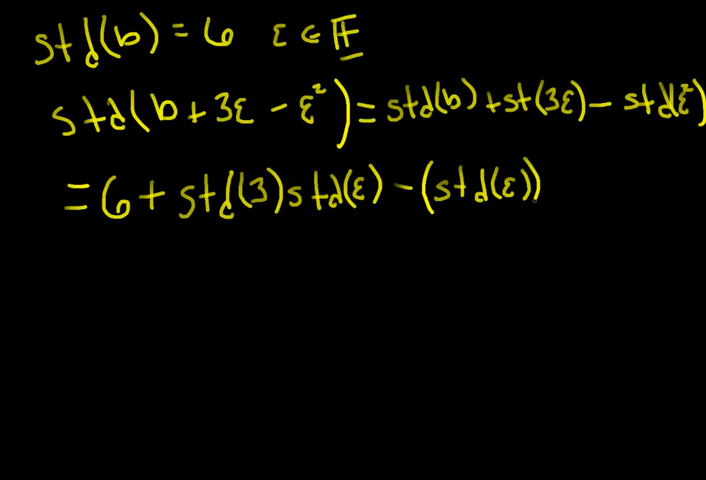 std(b) = 6 ε ∈ F
std(b + 3ε - ε²) = std(b) + st(3ε) - std(ε²)
= 6 + std(3)std(ε) - (std(ε))